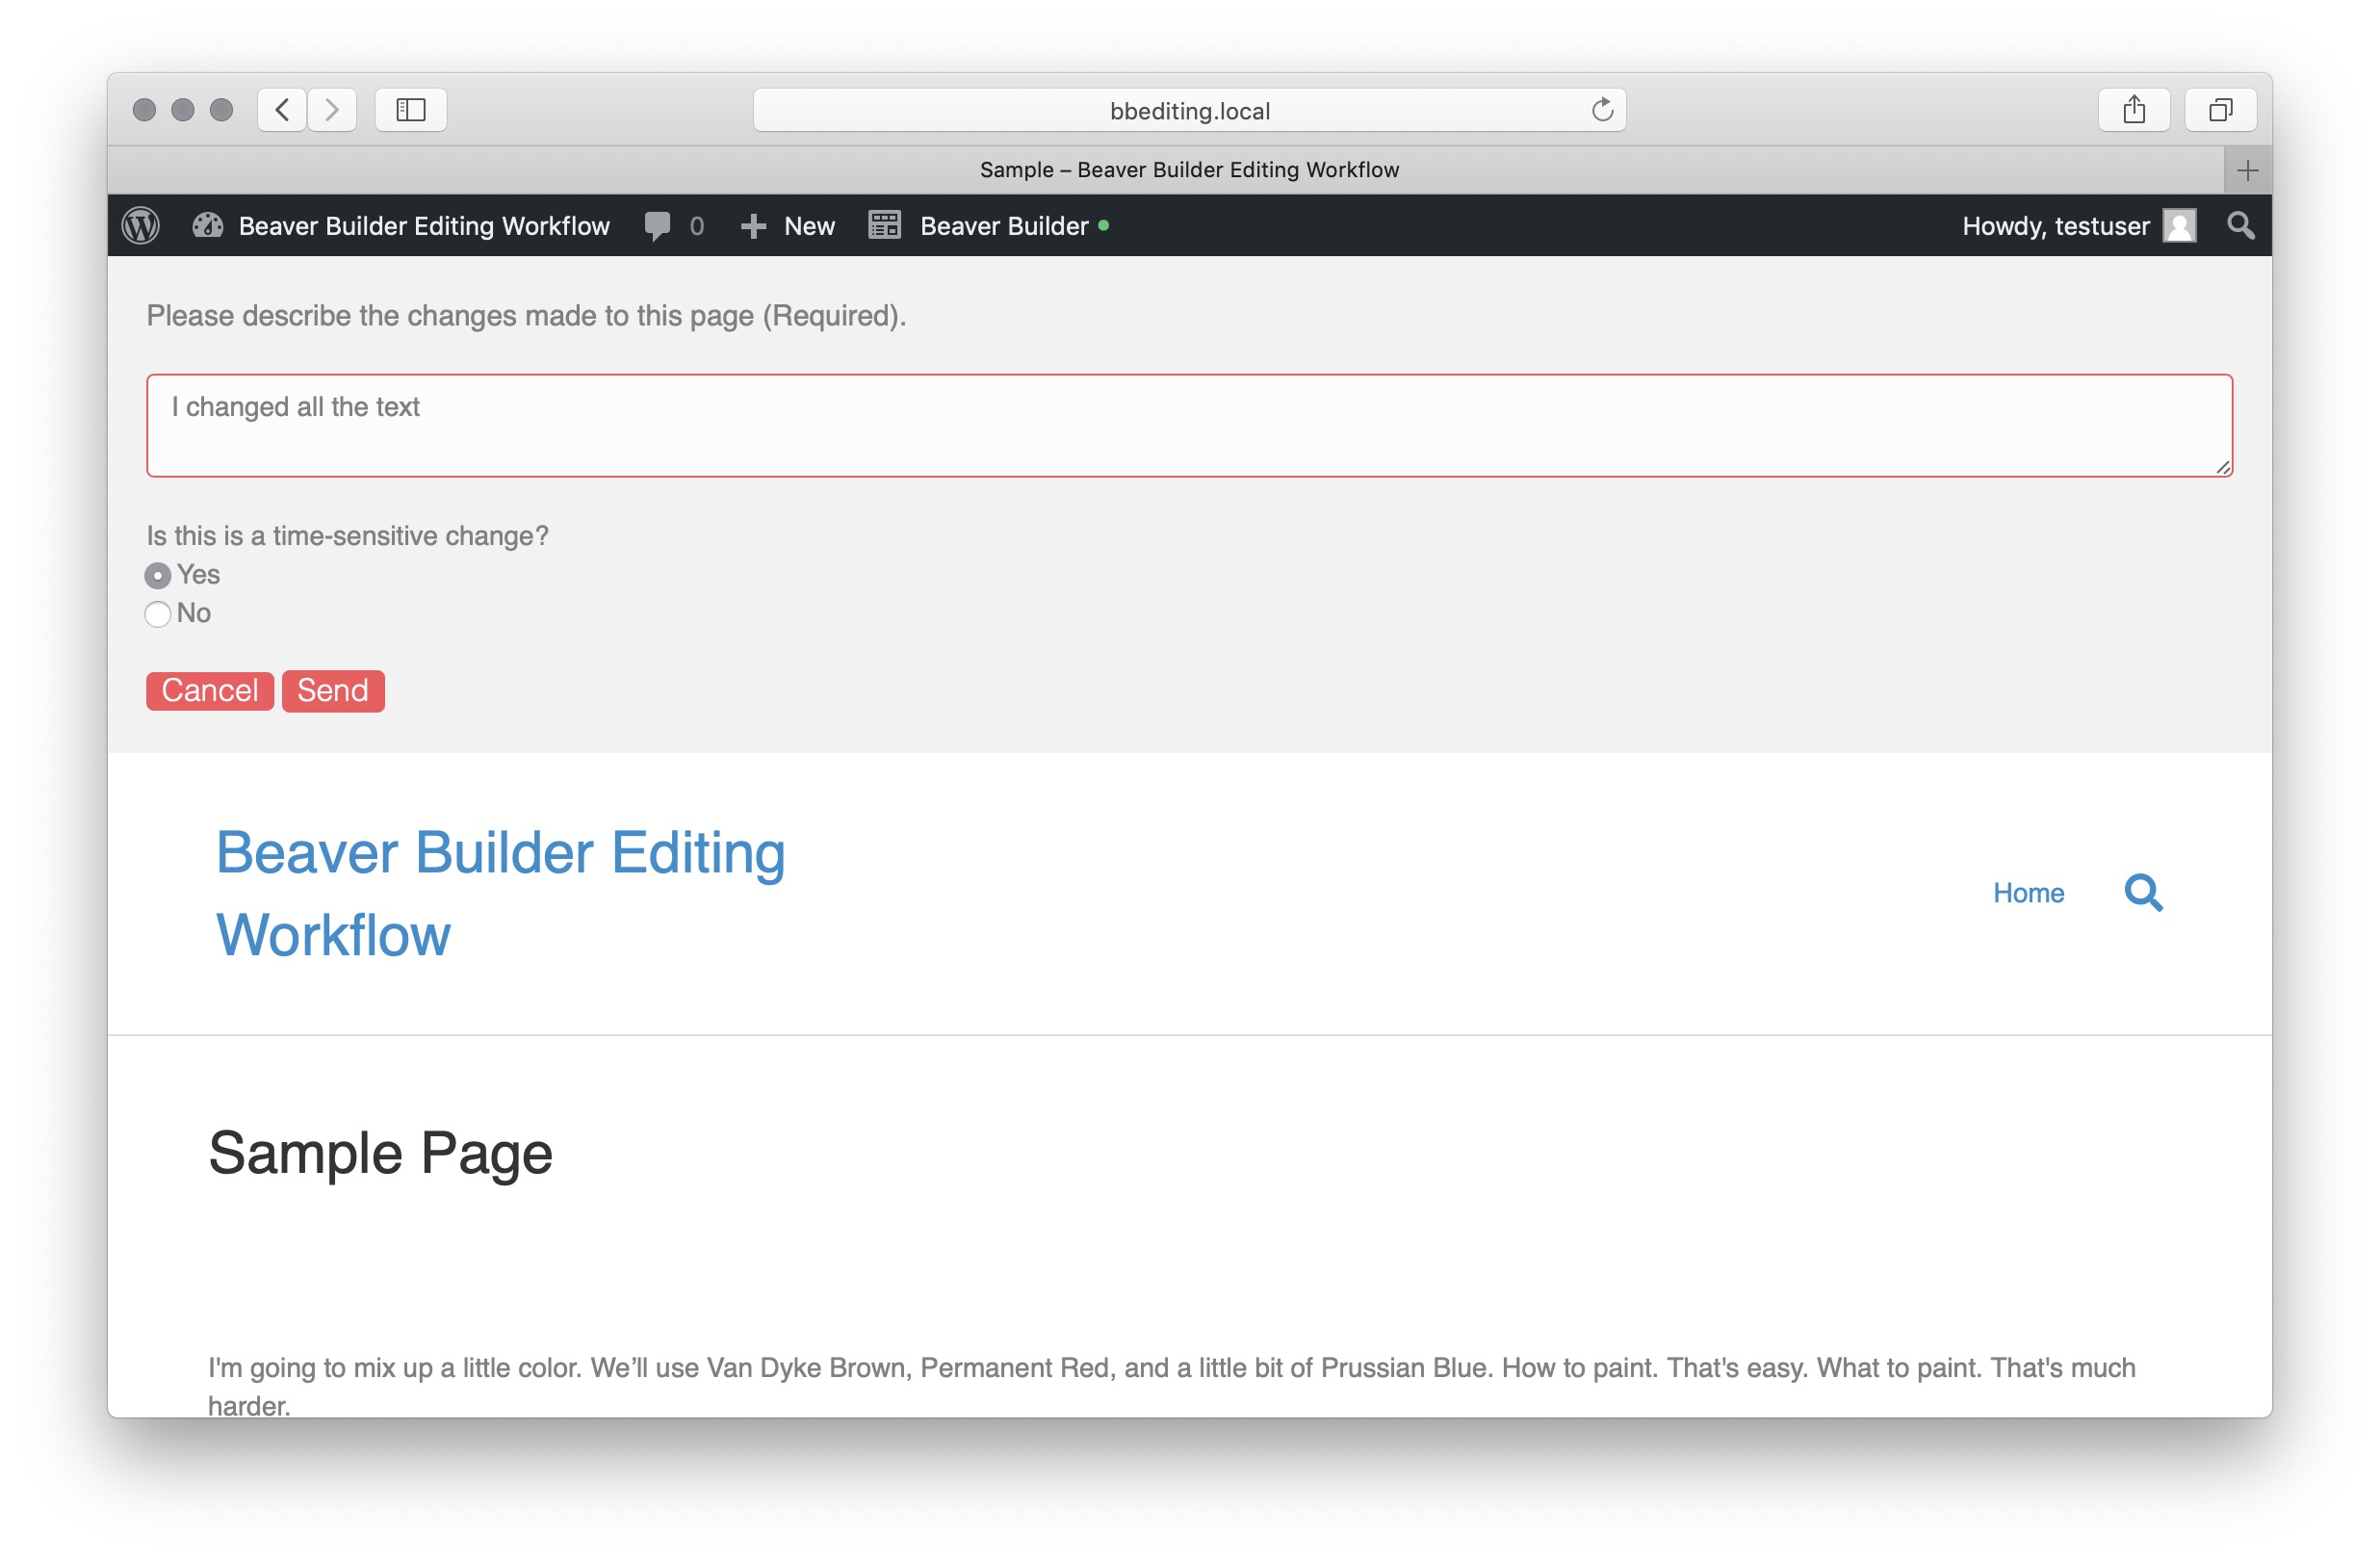 bbediting.local
Sample – Beaver Builder Editing Workflow
Beaver Builder Editing Workflow 0 New Beaver Builder Howdy, testuser
Please describe the changes made to this page (Required).
I changed all the text
Is this is a time-sensitive change?
Yes
No
Cancel Send
Beaver Builder Editing
Workflow
Home
Sample Page
I'm going to mix up a little color. We’ll use Van Dyke Brown, Permanent Red, and a little bit of Prussian Blue. How to paint. That's easy. What to paint. That's much
harder.